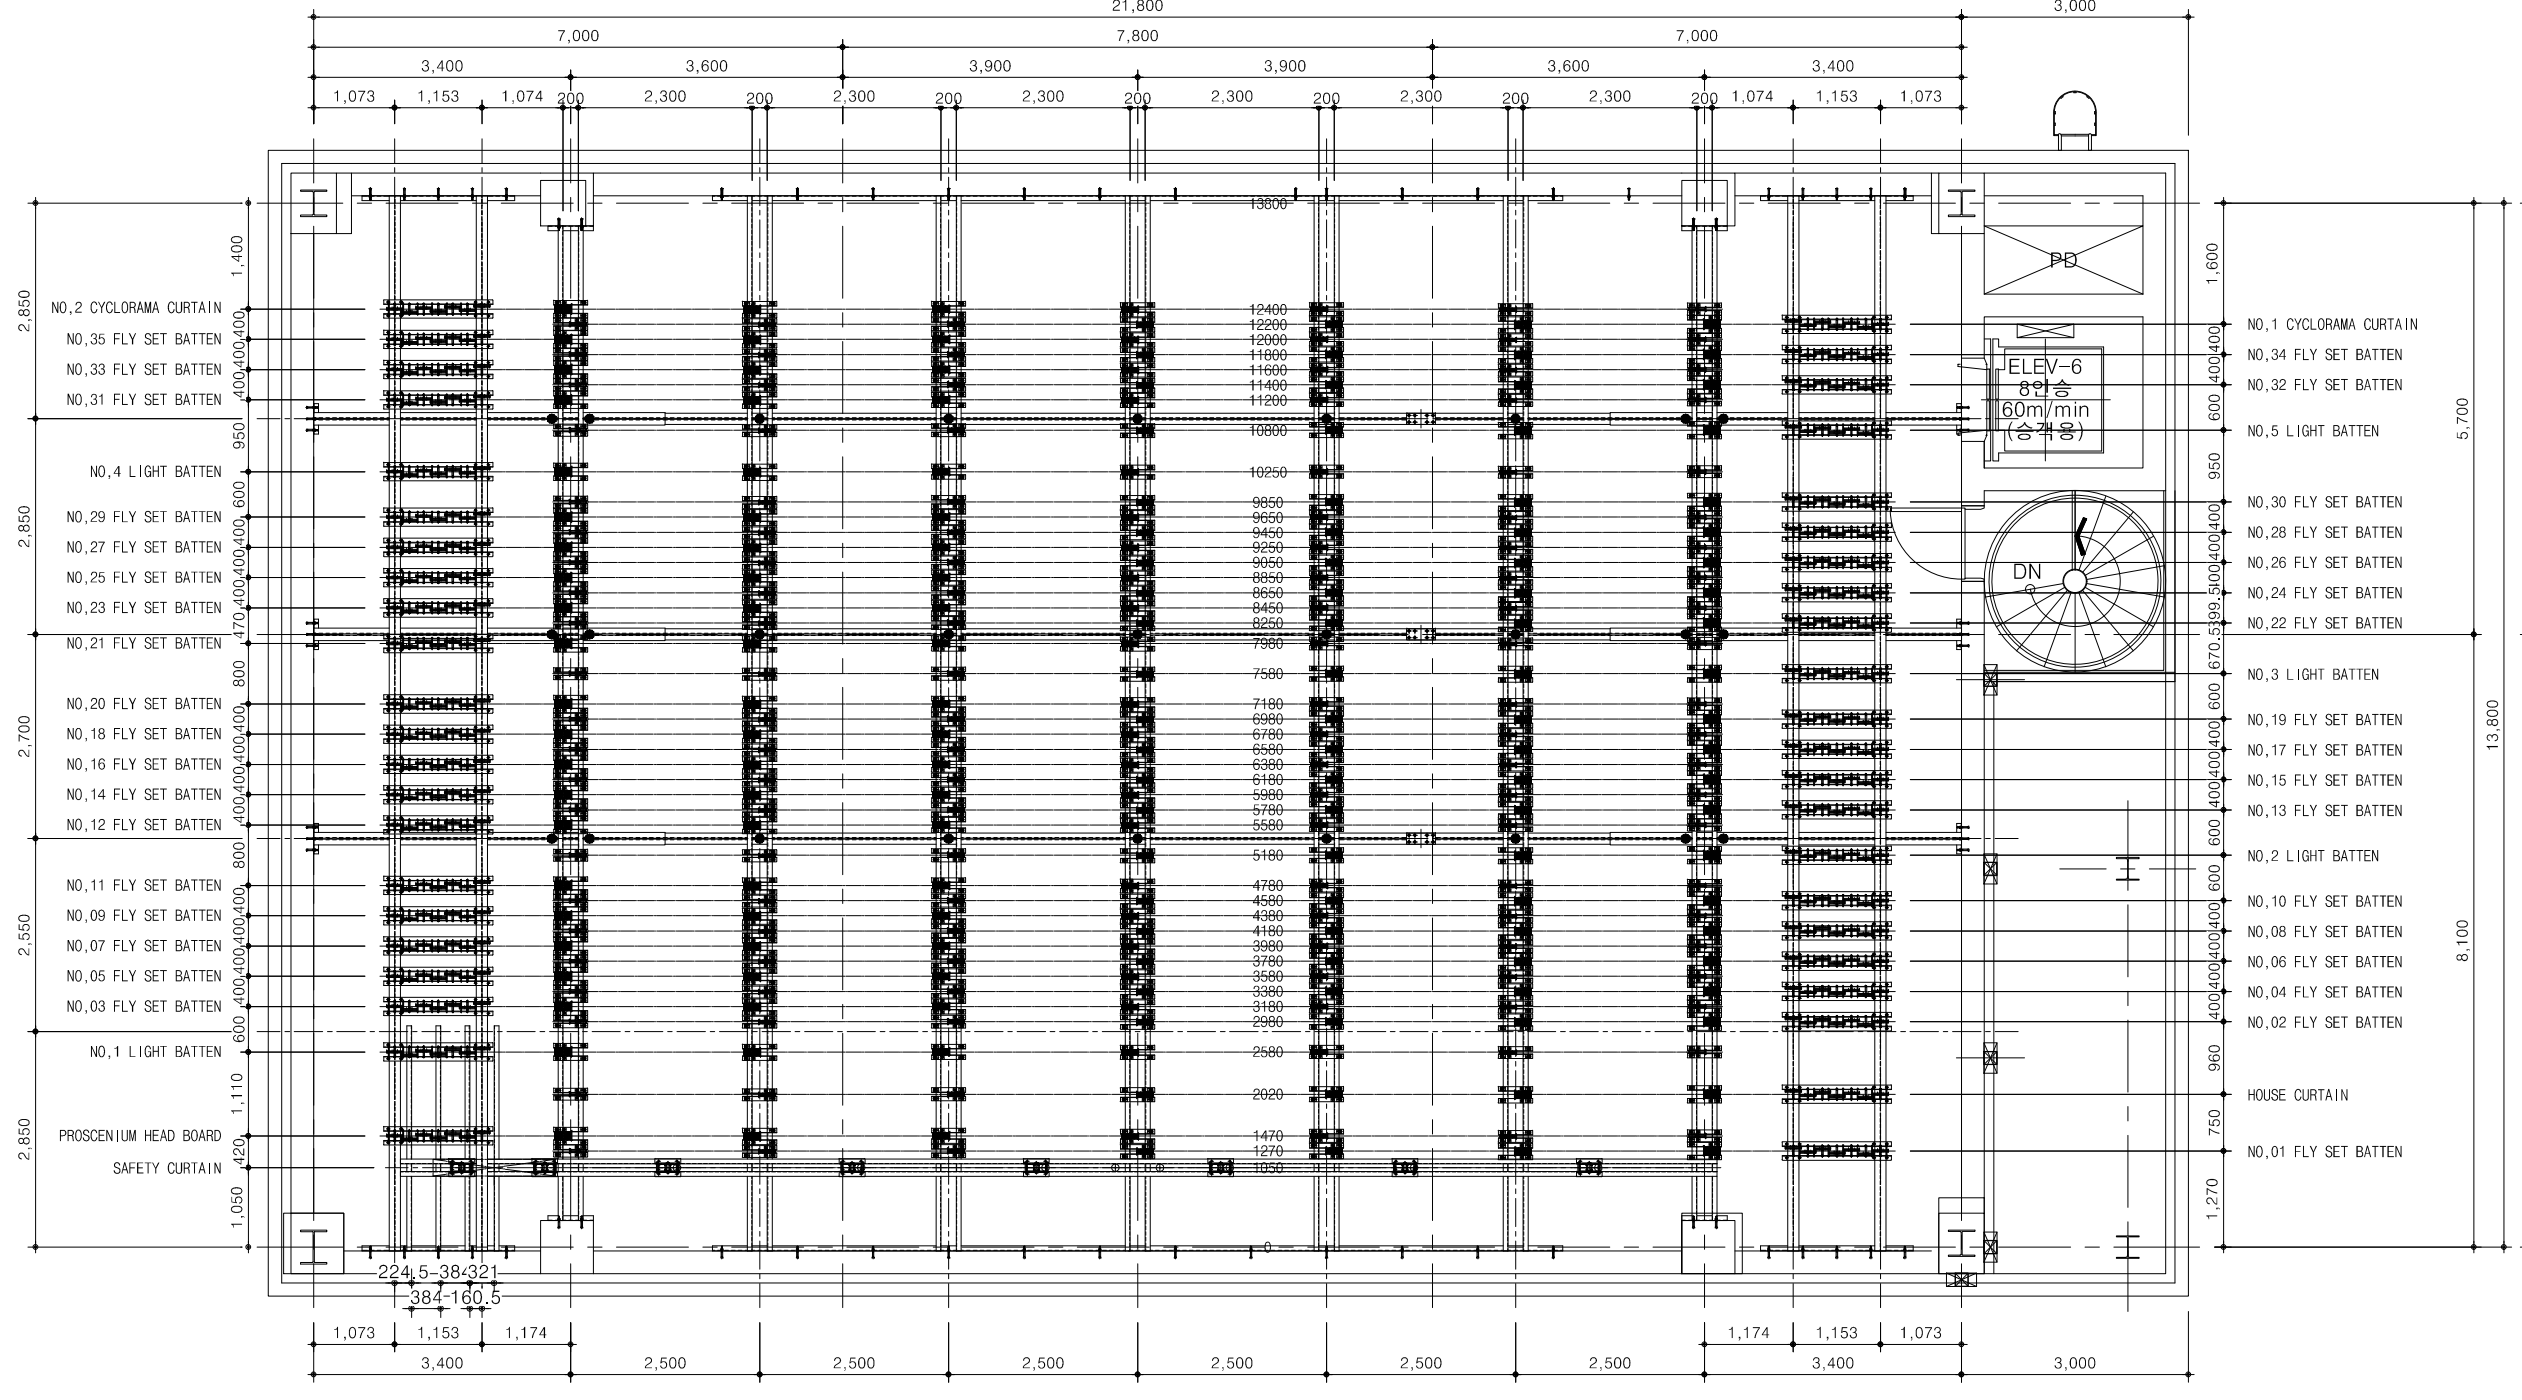 21,800
3,000
7,000
7,800
7,000
3,400
3,600
3,900
3,900
3,600
3,400
1,073
1,153
1,074
200
2,300
200
2,300
200
2,300
200
2,300
200
2,300
200
2,300
200
1,074
1,153
1,073
2,850
2,850
2,700
2,550
2,850
1,400
400
400
400
950
600
400
400
400
470
800
400
400
400
400
800
400
400
400
400
600
1,110
420
1,050
NO,2 CYCLORAMA CURTAIN
NO,35 FLY SET BATTEN
NO,33 FLY SET BATTEN
NO,31 FLY SET BATTEN
NO,4 LIGHT BATTEN
NO,29 FLY SET BATTEN
NO,27 FLY SET BATTEN
NO,25 FLY SET BATTEN
NO,23 FLY SET BATTEN
NO,21 FLY SET BATTEN
NO,20 FLY SET BATTEN
NO,18 FLY SET BATTEN
NO,16 FLY SET BATTEN
NO,14 FLY SET BATTEN
NO,12 FLY SET BATTEN
NO,11 FLY SET BATTEN
NO,09 FLY SET BATTEN
NO,07 FLY SET BATTEN
NO,05 FLY SET BATTEN
NO,03 FLY SET BATTEN
NO,1 LIGHT BATTEN
PROSCENIUM HEAD BOARD
SAFETY CURTAIN
13800
12400
12200
12000
11800
11600
11400
11200
10800
10250
9850
9650
9450
9250
9050
8850
8650
8450
8250
7980
7580
7180
6980
6780
6580
6380
6180
5980
5780
5580
5180
4780
4580
4380
4180
3980
3780
3580
3380
3180
2980
2580
2020
1470
1270
1050
0
PD
ELEV-6
8인승
60m/min
(승객용)
DN
NO,1 CYCLORAMA CURTAIN
NO,34 FLY SET BATTEN
NO,32 FLY SET BATTEN
NO,5 LIGHT BATTEN
NO,30 FLY SET BATTEN
NO,28 FLY SET BATTEN
NO,26 FLY SET BATTEN
NO,24 FLY SET BATTEN
NO,22 FLY SET BATTEN
NO,3 LIGHT BATTEN
NO,19 FLY SET BATTEN
NO,17 FLY SET BATTEN
NO,15 FLY SET BATTEN
NO,13 FLY SET BATTEN
NO,2 LIGHT BATTEN
NO,10 FLY SET BATTEN
NO,08 FLY SET BATTEN
NO,06 FLY SET BATTEN
NO,04 FLY SET BATTEN
NO,02 FLY SET BATTEN
HOUSE CURTAIN
NO,01 FLY SET BATTEN
1,600
400
400
600
950
400
400
400
399.5
670.5
600
400
400
400
600
600
400
400
400
400
960
750
1,270
5,700
8,100
13,800
224.5
384
321
384
160.5
1,073
1,153
1,174
1,174
1,153
1,073
3,400
2,500
2,500
2,500
2,500
2,500
2,500
3,400
3,000